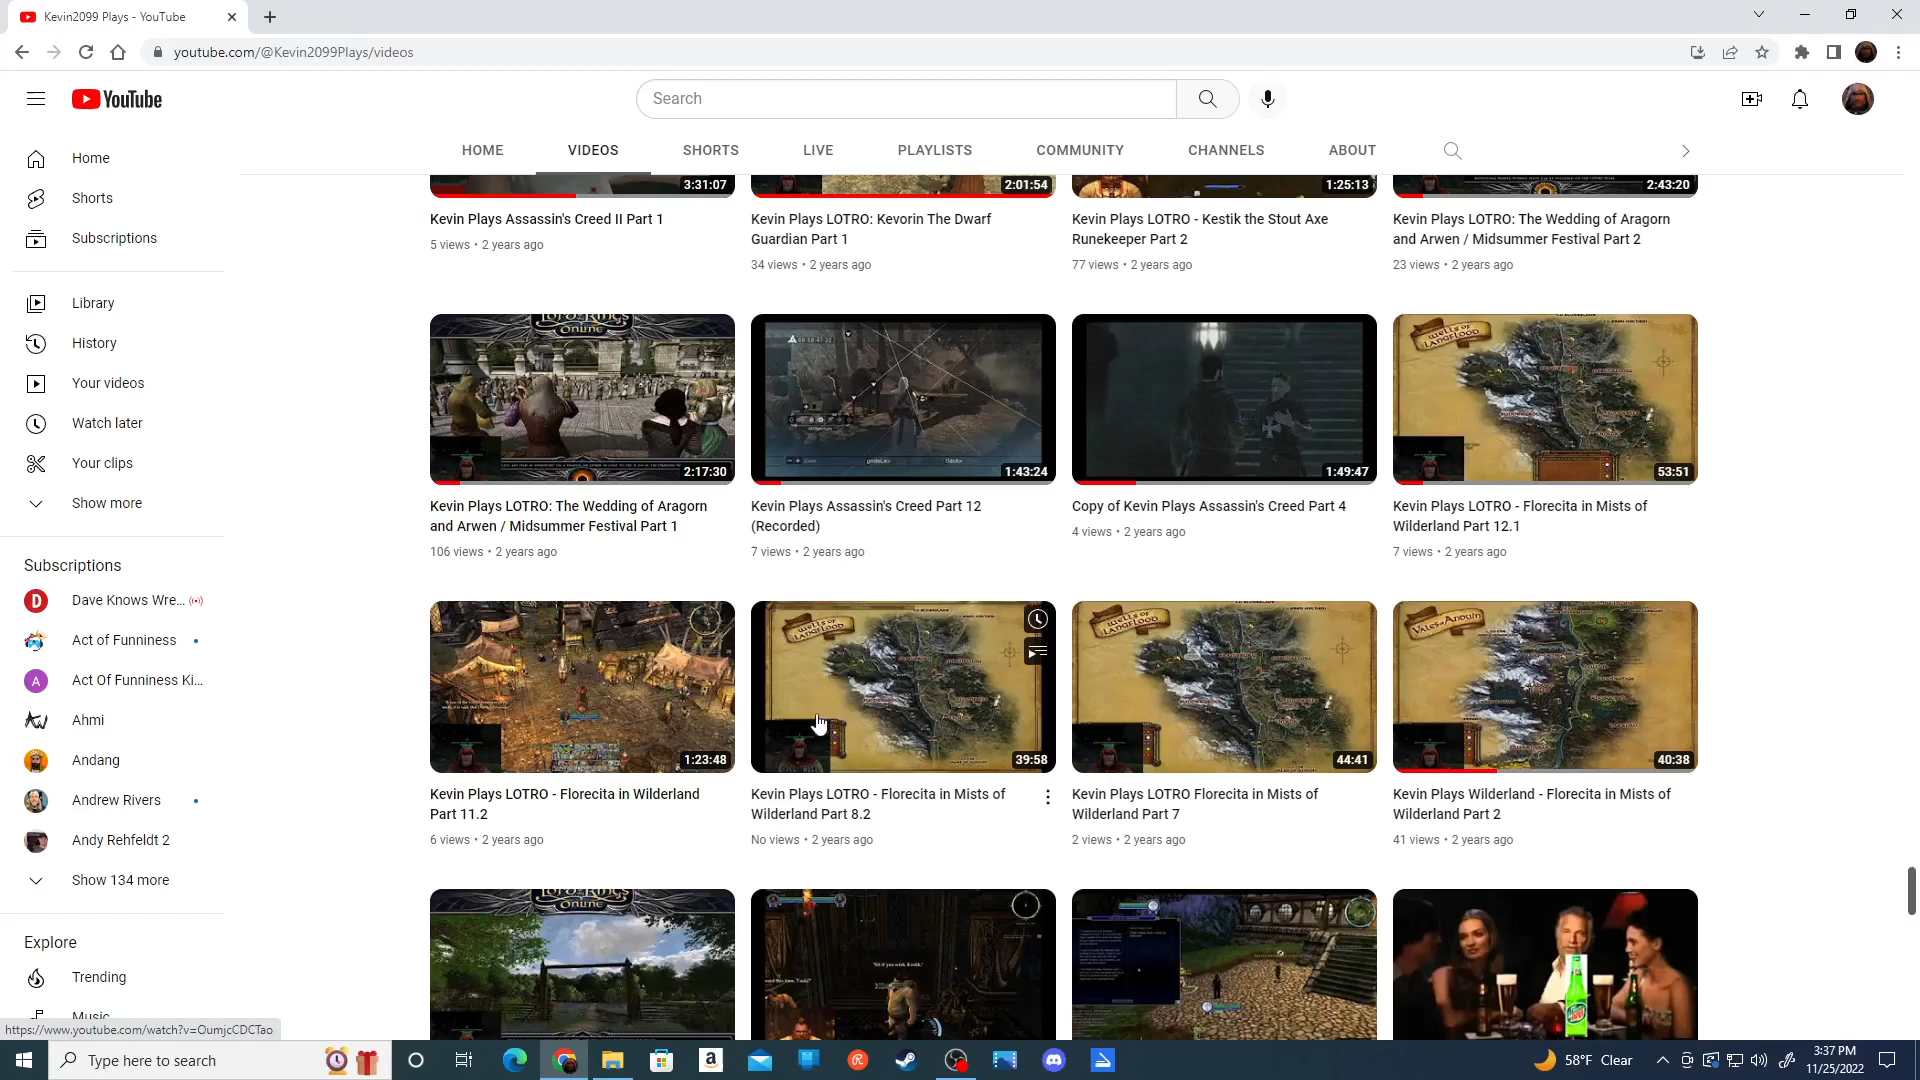 Kevin2099 Plays - YouTube
youtube.com/@Kevin2099Plays/videos
YouTube
Search
HOME VIDEOS SHORTS LIVE PLAYLISTS COMMUNITY CHANNELS ABOUT
Home
Shorts
Subscriptions
Library
History
Your videos
Watch later
Your clips
Show more
Subscriptions
Dave Knows Wre...
Act of Funniness
Act Of Funniness Ki...
Ahmi
Andang
Andrew Rivers
Andy Rehfeldt 2
Show 134 more
Explore
Trending
Music
3:31:07
Kevin Plays Assassin's Creed II Part 1
5 views • 2 years ago
2:01:54
Kevin Plays LOTRO: Kevorin The Dwarf
Guardian Part 1
34 views • 2 years ago
1:25:13
Kevin Plays LOTRO - Kestik the Stout Axe
Runekeeper Part 2
77 views • 2 years ago
2:43:20
Kevin Plays LOTRO: The Wedding of Aragorn
and Arwen / Midsummer Festival Part 2
23 views • 2 years ago
2:17:30
Kevin Plays LOTRO: The Wedding of Aragorn
and Arwen / Midsummer Festival Part 1
106 views • 2 years ago
1:43:24
Kevin Plays Assassin's Creed Part 12
(Recorded)
7 views • 2 years ago
1:49:47
Copy of Kevin Plays Assassin's Creed Part 4
4 views • 2 years ago
WELLS OF
LANGFLOOD
53:51
Kevin Plays LOTRO - Florecita in Mists of
Wilderland Part 12.1
7 views • 2 years ago
1:23:48
Kevin Plays LOTRO - Florecita in Wilderland
Part 11.2
6 views • 2 years ago
WELLS OF
LANGFLOOD
39:58
Kevin Plays LOTRO - Florecita in Mists of
Wilderland Part 8.2
No views • 2 years ago
WELLS OF
LANGFLOOD
44:41
Kevin Plays LOTRO Florecita in Mists of
Wilderland Part 7
2 views • 2 years ago
VALES OF ANDUIN
40:38
Kevin Plays Wilderland - Florecita in Mists of
Wilderland Part 2
41 views • 2 years ago
https://www.youtube.com/watch?v=OumjcCDCTao
Type here to search
58°F Clear
3:37 PM
11/25/2022